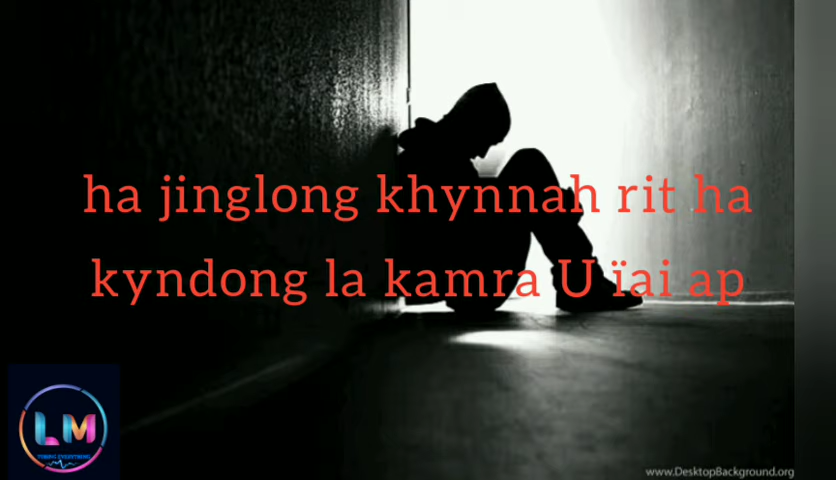 ha jinglong khynnah rit ha
kyndong la kamra U ïai ap
LM
www.DesktopBackground.org